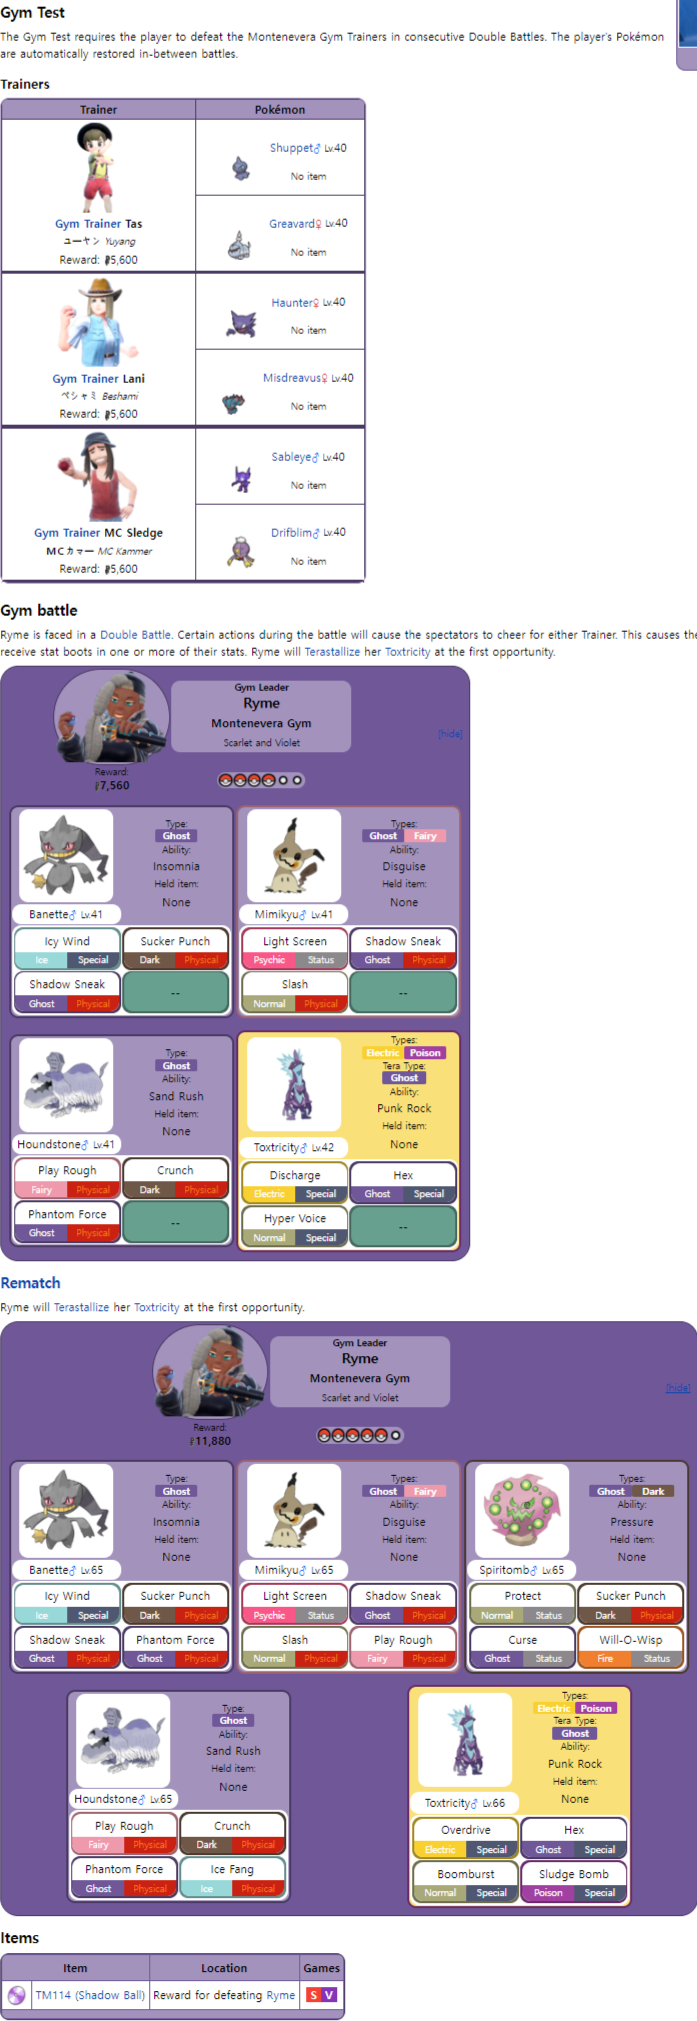 Gym Test
The Gym Test requires the player to defeat the Montenevera Gym Trainers in consecutive Double Battles. The player's Pokémon
are automatically restored in-between battles.
Trainers
Trainer Pokémon
Shuppet♂ Lv.40
No item
Greavard♀ Lv.40
No item
Gym Trainer Tas
ユーヤン Yuyang
Reward: 5,600
Haunter♀ Lv.40
No item
Misdreavus♀ Lv.40
No item
Gym Trainer Lani
ペシャミ Beshami
Reward: 5,600
Sableye♂ Lv.40
No item
Drifblim♂ Lv.40
No item
Gym Trainer MC Sledge
MCカマー MC Kammer
Reward: 5,600
Gym battle
Ryme is faced in a Double Battle. Certain actions during the battle will cause the spectators to cheer for either Trainer. This causes the
receive stat boots in one or more of their stats. Ryme will Terastallize her Toxtricity at the first opportunity.
Gym Leader
Ryme
Montenevera Gym
Scarlet and Violet
[hide]
Reward:
7,560
Type:
Ghost
Ability:
Insomnia
Held item:
None
Banette♂ Lv.41
Icy Wind Sucker Punch
Ice Special Dark Physical
Shadow Sneak --
Ghost Physical
Types:
Ghost Fairy
Ability:
Disguise
Held item:
None
Mimikyu♂ Lv.41
Light Screen Shadow Sneak
Psychic Status Ghost Physical
Slash --
Normal Physical
Type:
Ghost
Ability:
Sand Rush
Held item:
None
Houndstone♂ Lv.41
Play Rough Crunch
Fairy Physical Dark Physical
Phantom Force --
Ghost Physical
Types:
Electric Poison
Tera Type:
Ghost
Ability:
Punk Rock
Held item:
None
Toxtricity♂ Lv.42
Discharge Hex
Electric Special Ghost Special
Hyper Voice --
Normal Special
Rematch
Ryme will Terastallize her Toxtricity at the first opportunity.
Gym Leader
Ryme
Montenevera Gym
Scarlet and Violet
[hide]
Reward:
11,880
Type:
Ghost
Ability:
Insomnia
Held item:
None
Banette♂ Lv.65
Icy Wind Sucker Punch
Ice Special Dark Physical
Shadow Sneak Phantom Force
Ghost Physical Ghost Physical
Types:
Ghost Fairy
Ability:
Disguise
Held item:
None
Mimikyu♂ Lv.65
Light Screen Shadow Sneak
Psychic Status Ghost Physical
Slash Play Rough
Normal Physical Fairy Physical
Types:
Ghost Dark
Ability:
Pressure
Held item:
None
Spiritomb♂ Lv.65
Protect Sucker Punch
Normal Status Dark Physical
Curse Will-O-Wisp
Ghost Status Fire Status
Type:
Ghost
Ability:
Sand Rush
Held item:
None
Houndstone♂ Lv.65
Play Rough Crunch
Fairy Physical Dark Physical
Phantom Force Ice Fang
Ghost Physical Ice Physical
Types:
Electric Poison
Tera Type:
Ghost
Ability:
Punk Rock
Held item:
None
Toxtricity♂ Lv.66
Overdrive Hex
Electric Special Ghost Special
Boomburst Sludge Bomb
Normal Special Poison Special
Items
Item Location Games
TM114 (Shadow Ball) Reward for defeating Ryme S V